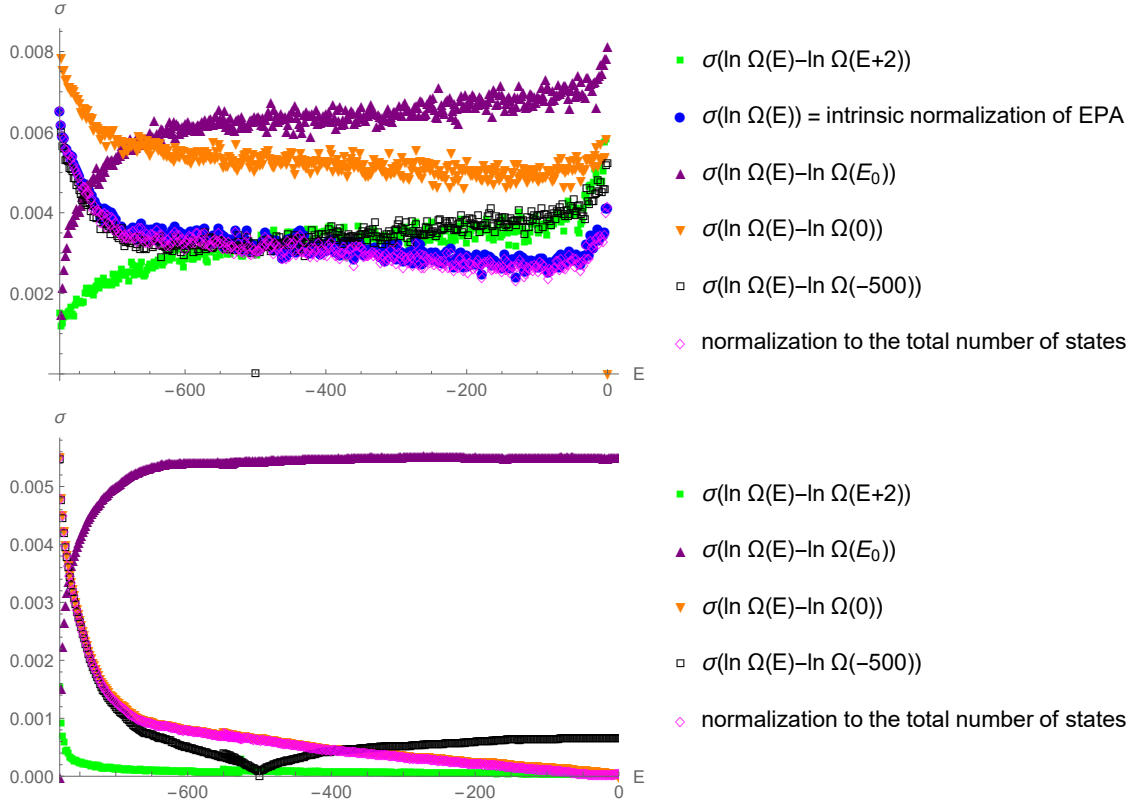 σ
0.008
0.006
0.004
0.002
−600
−400
−200
0
E
σ(ln Ω(E)−ln Ω(E+2))
σ(ln Ω(E)) = intrinsic normalization of EPA
σ(ln Ω(E)−ln Ω(E₀))
σ(ln Ω(E)−ln Ω(0))
σ(ln Ω(E)−ln Ω(−500))
normalization to the total number of states
σ
0.005
0.004
0.003
0.002
0.001
0.000
−600
−400
−200
0
E
σ(ln Ω(E)−ln Ω(E+2))
σ(ln Ω(E)−ln Ω(E₀))
σ(ln Ω(E)−ln Ω(0))
σ(ln Ω(E)−ln Ω(−500))
normalization to the total number of states